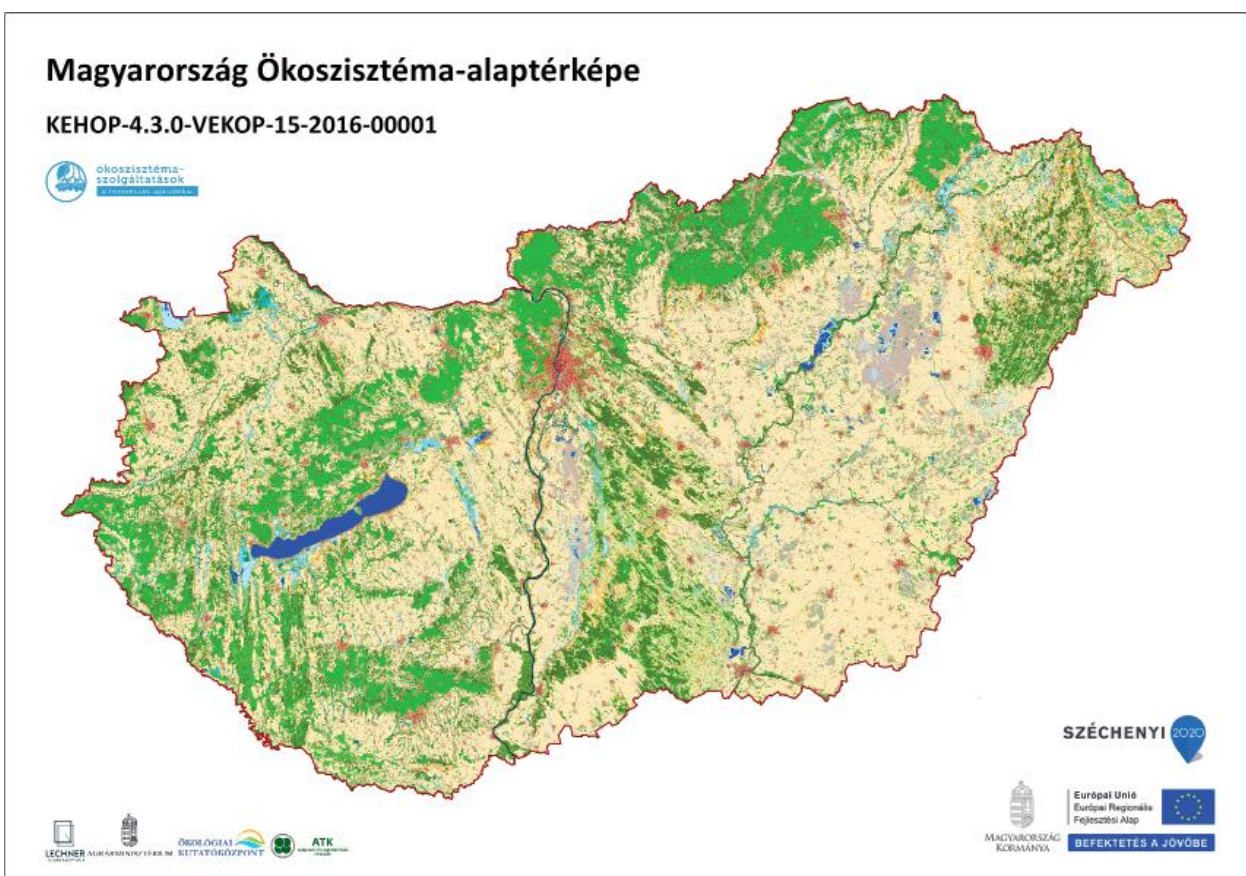 Magyarország Ökoszisztéma-alaptérképe
KEHOP-4.3.0-VEKOP-15-2016-00001
ökoszisztéma-
szolgáltatások
SZÉCHENYI 2020
Európai Unió
Európai Regionális
Fejlesztési Alap
MAGYARORSZÁG
KORMÁNYA
BEFEKTETÉS A JÖVŐBE
LECHNER
AGRÁRMINISZTÉRIUM
ÖKOLÓGIAI
KUTATÓKÖZPONT
ATK